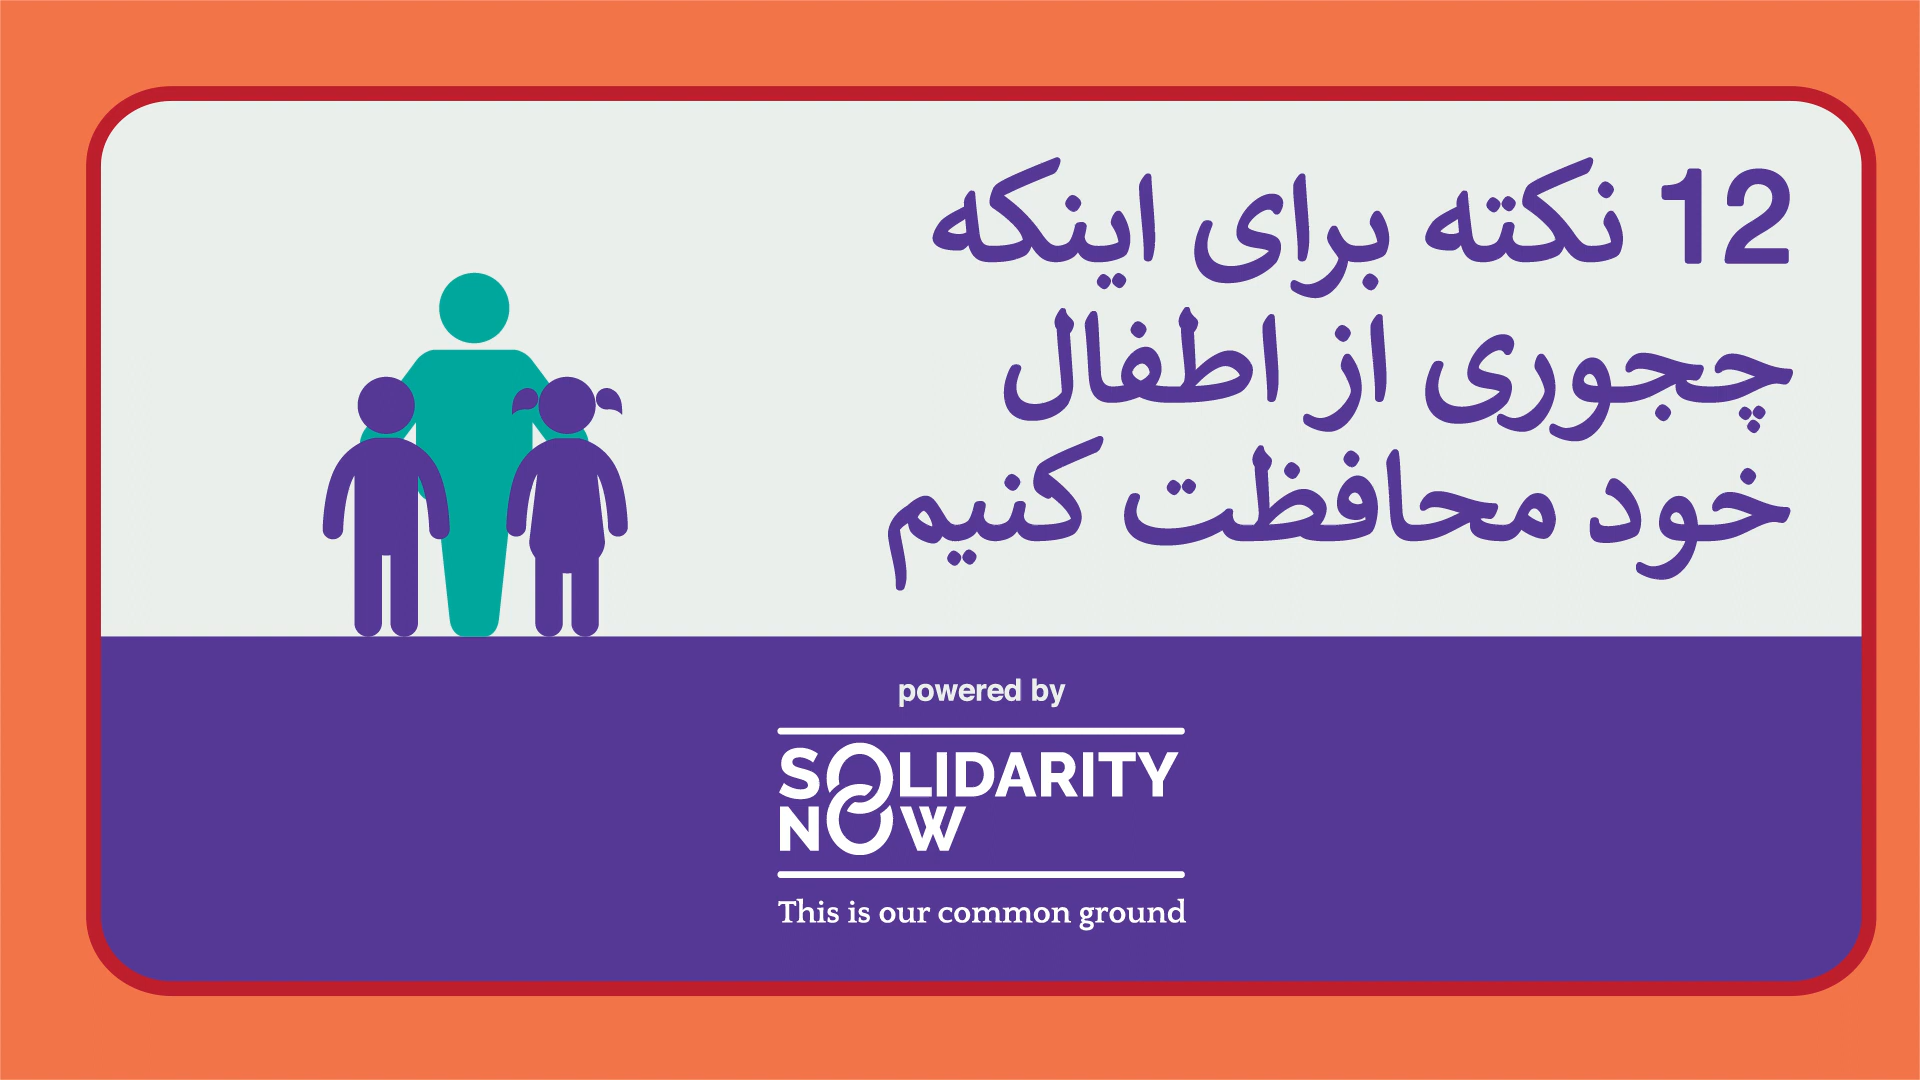 12 نکته برای اینکه
چجوری از اطفال
خود محافظت کنیم
powered by
SOLIDARITY
NOW
This is our common ground